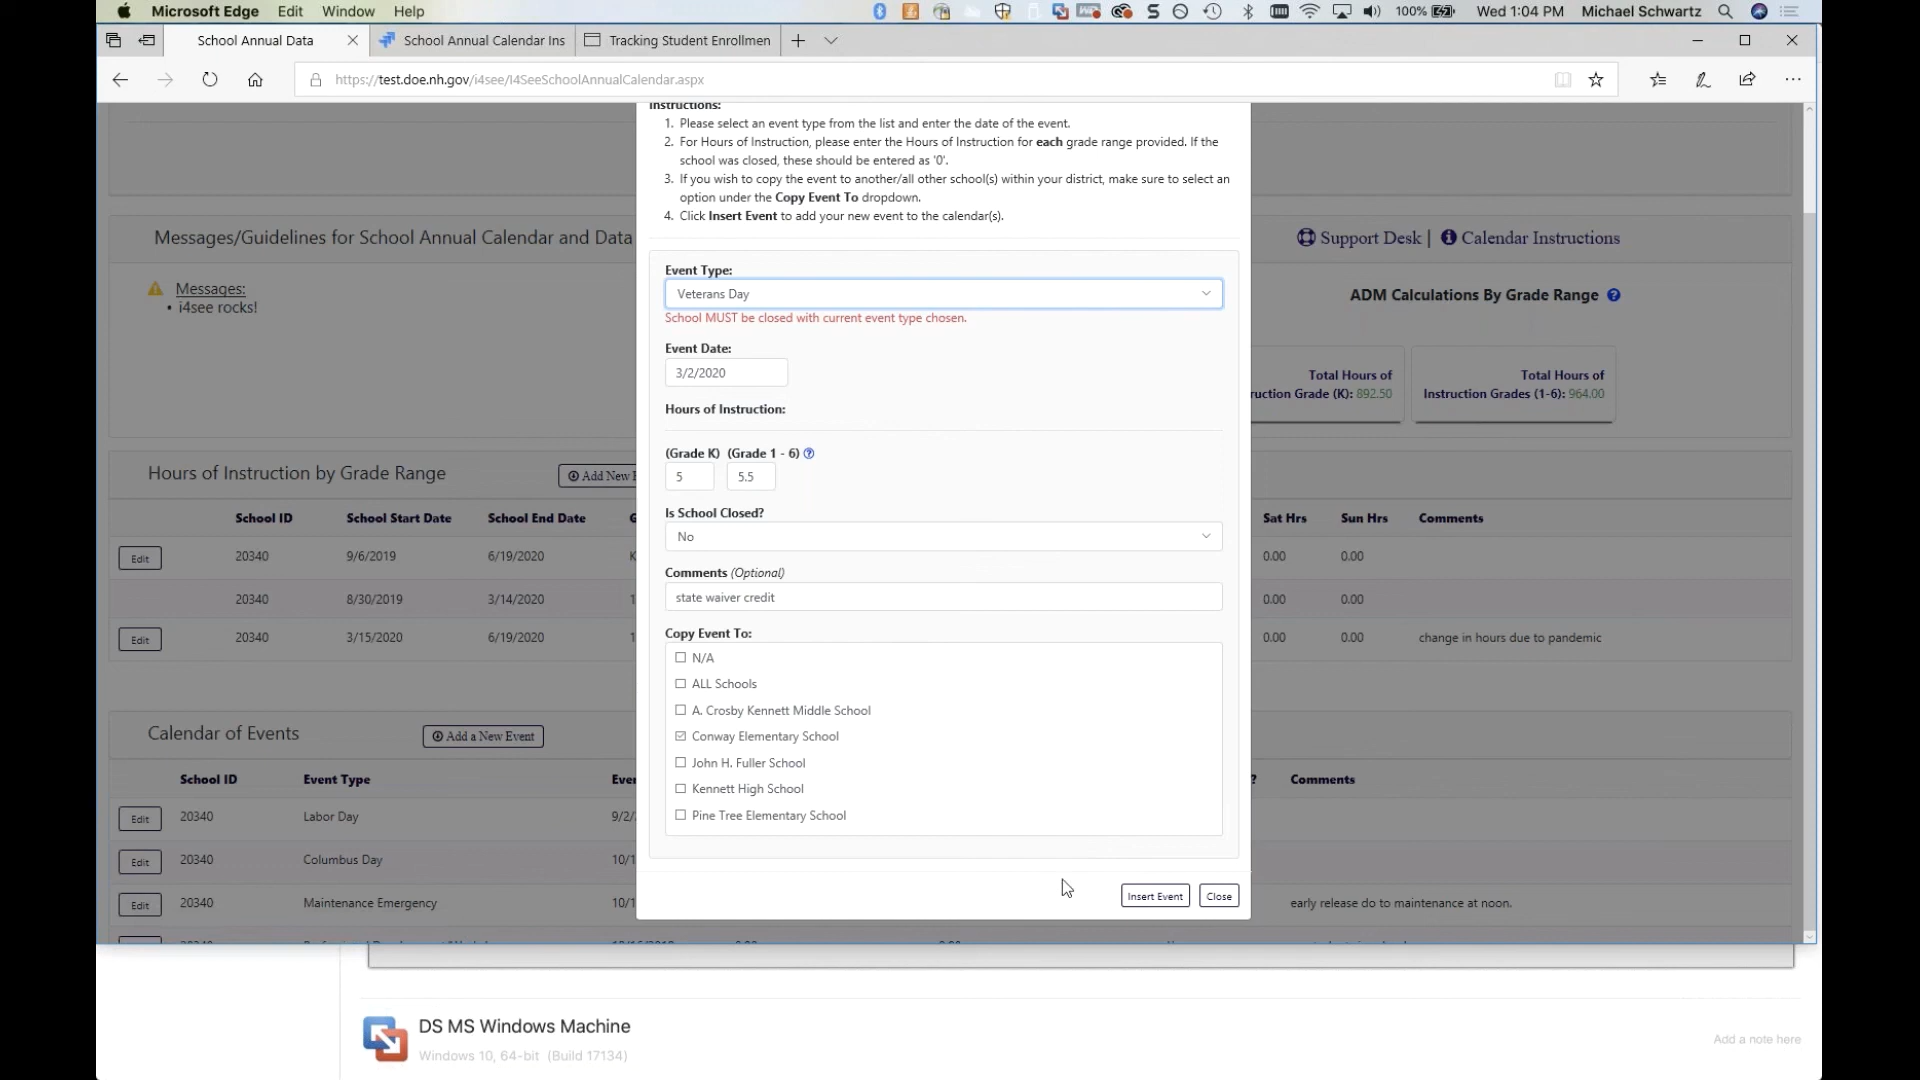 Microsoft Edge Edit Window Help
100% Wed 1:04 PM Michael Schwartz
School Annual Data School Annual Calendar Ins Tracking Student Enrollmen
https://test.doe.nh.gov/i4see/I4SeeSchoolAnnualCalendar.aspx
Instructions:
1. Please select an event type from the list and enter the date of the event.
2. For Hours of Instruction, please enter the Hours of Instruction for each grade range provided. If the
school was closed, these should be entered as '0'.
3. If you wish to copy the event to another/all other school(s) within your district, make sure to select an
option under the Copy Event To dropdown.
4. Click Insert Event to add your new event to the calendar(s).
Messages/Guidelines for School Annual Calendar and Data
Support Desk | Calendar Instructions
Messages:
• i4see rocks!
ADM Calculations By Grade Range
Total Hours of
ruction Grade (K): 892.50
Total Hours of
Instruction Grades (1-6): 964.00
Event Type:
Veterans Day
School MUST be closed with current event type chosen.
Event Date:
3/2/2020
Hours of Instruction:
(Grade K) (Grade 1 - 6)
5 5.5
Is School Closed?
No
Comments (Optional)
state waiver credit
Copy Event To:
N/A
ALL Schools
A. Crosby Kennett Middle School
Conway Elementary School
John H. Fuller School
Kennett High School
Pine Tree Elementary School
Insert Event Close
Hours of Instruction by Grade Range Add New
School ID School Start Date School End Date G Sat Hrs Sun Hrs Comments
Edit 20340 9/6/2019 6/19/2020 K 0.00 0.00
20340 8/30/2019 3/14/2020 1 0.00 0.00
Edit 20340 3/15/2020 6/19/2020 1 0.00 0.00 change in hours due to pandemic
Calendar of Events Add a New Event
School ID Event Type Eve ? Comments
Edit 20340 Labor Day 9/2/
Edit 20340 Columbus Day 10/1
Edit 20340 Maintenance Emergency 10/1 early release do to maintenance at noon.
DS MS Windows Machine
Windows 10, 64-bit (Build 17134)
Add a note here